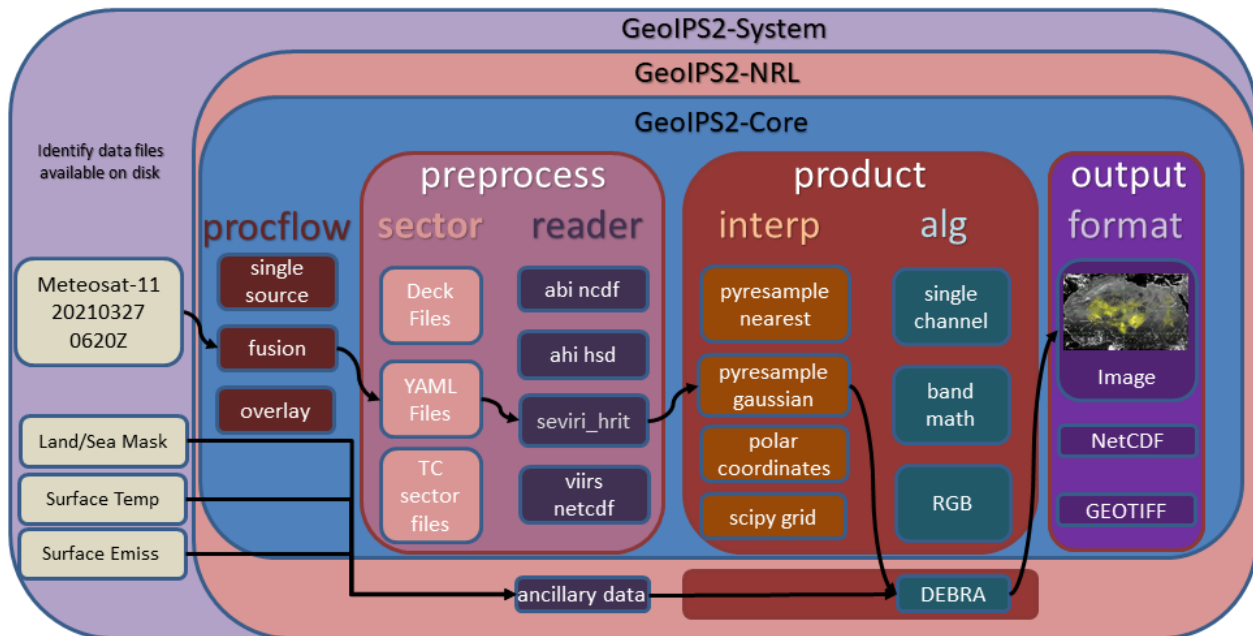 GeoIPS2-System
GeoIPS2-NRL
GeoIPS2-Core
Identify data files
available on disk
preprocess
product
output
procflow
sector
reader
interp
alg
format
Meteosat-11
20210327
0620Z
single
source
fusion
overlay
Deck
Files
YAML
Files
TC
sector
files
abi ncdf
ahi hsd
seviri_hrit
viirs
netcdf
pyresample
nearest
pyresample
gaussian
polar
coordinates
scipy grid
single
channel
band
math
RGB
Image
NetCDF
GEOTIFF
Land/Sea Mask
Surface Temp
Surface Emiss
ancillary data
DEBRA